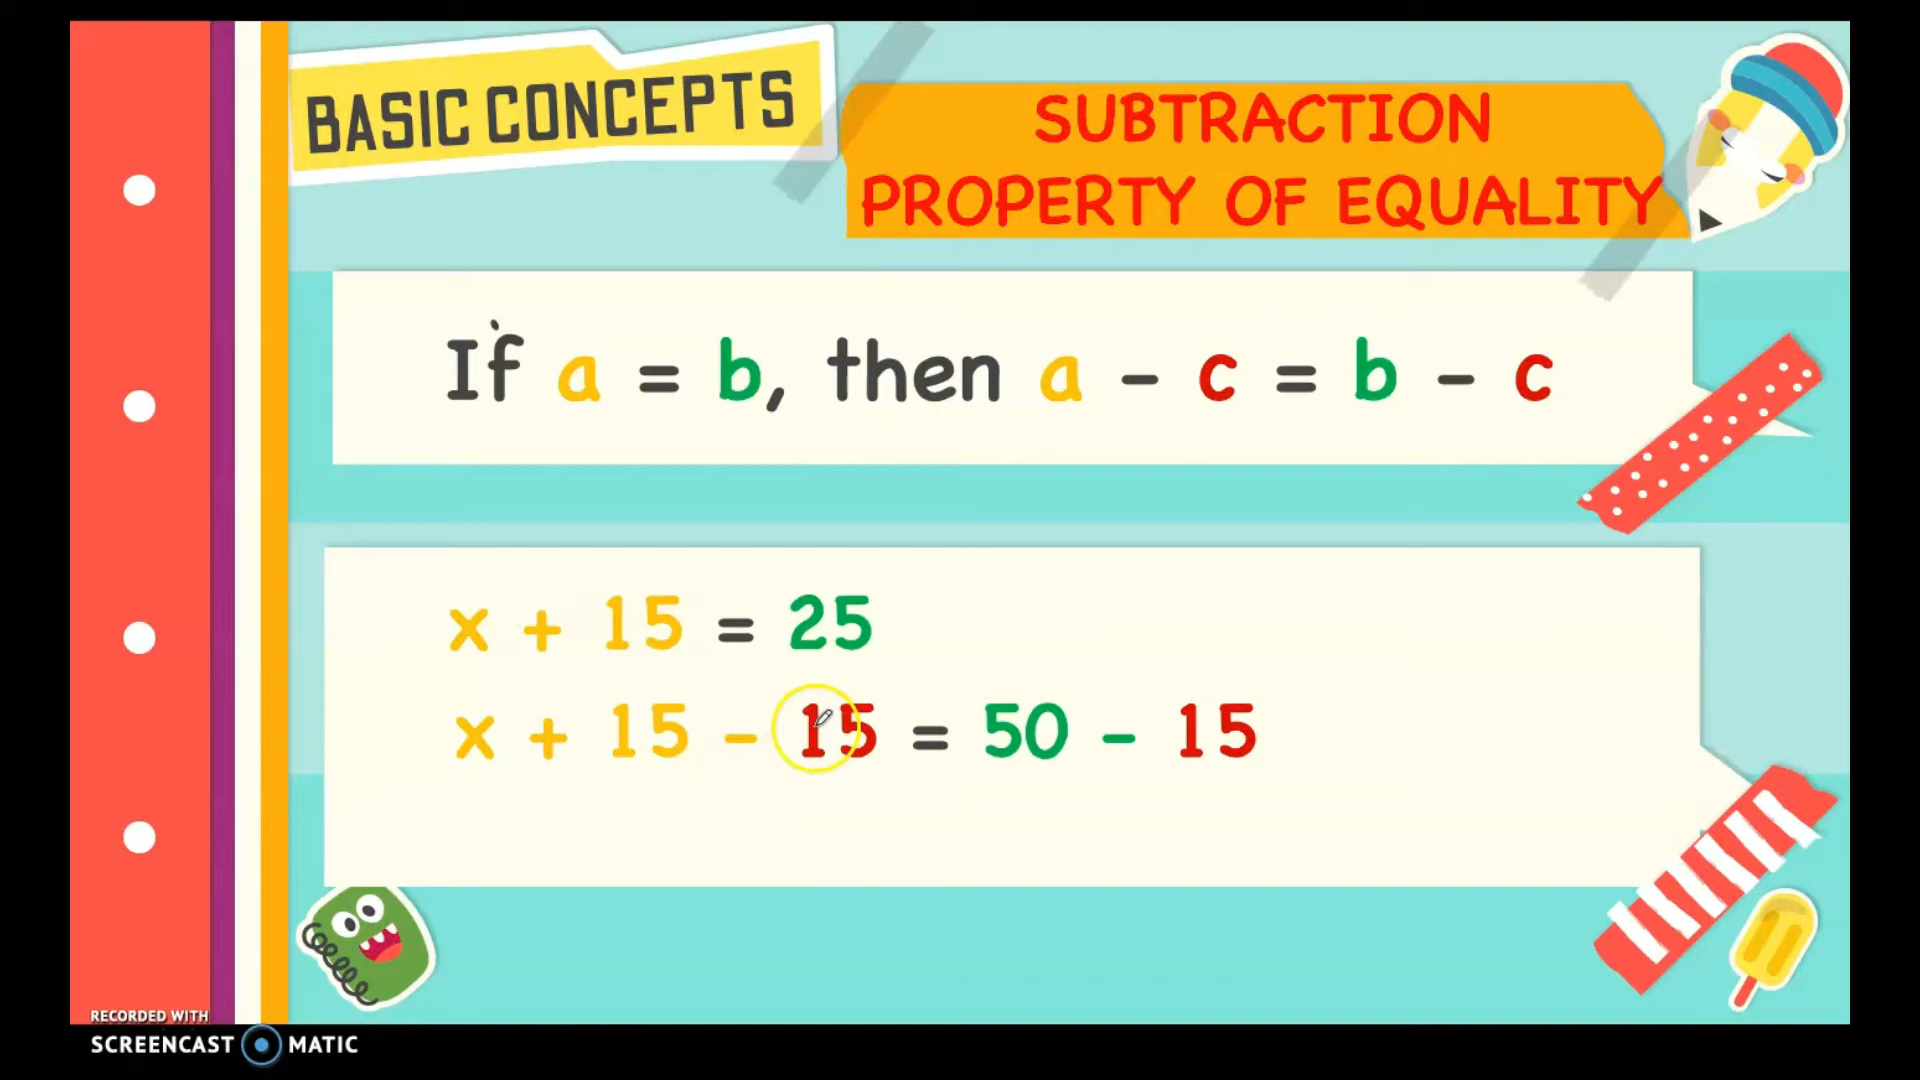 BASIC CONCEPTS
SUBTRACTION
PROPERTY OF EQUALITY
If a = b, then a - c = b - c
x + 15 = 25
x + 15 - 15 = 50 - 15
RECORDED WITH
SCREENCAST MATIC